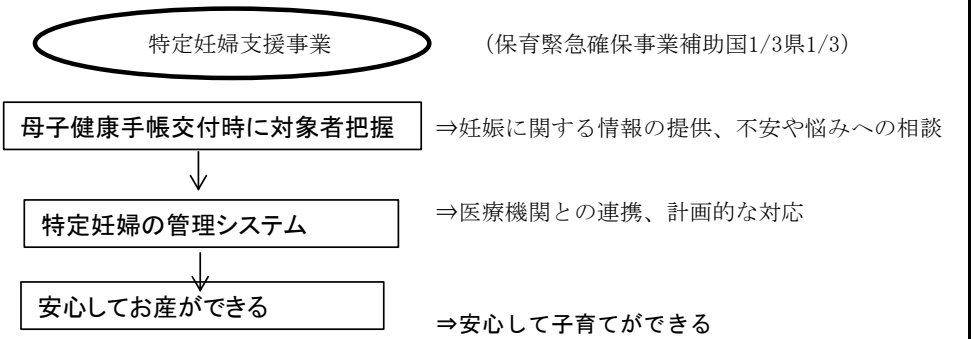 特定妊婦支援事業 (保育緊急確保事業補助国1/3県1/3)
母子健康手帳交付時に対象者把握 ⇒妊娠に関する情報の提供、不安や悩みへの相談
特定妊婦の管理システム ⇒医療機関との連携、計画的な対応
安心してお産ができる
⇒安心して子育てができる